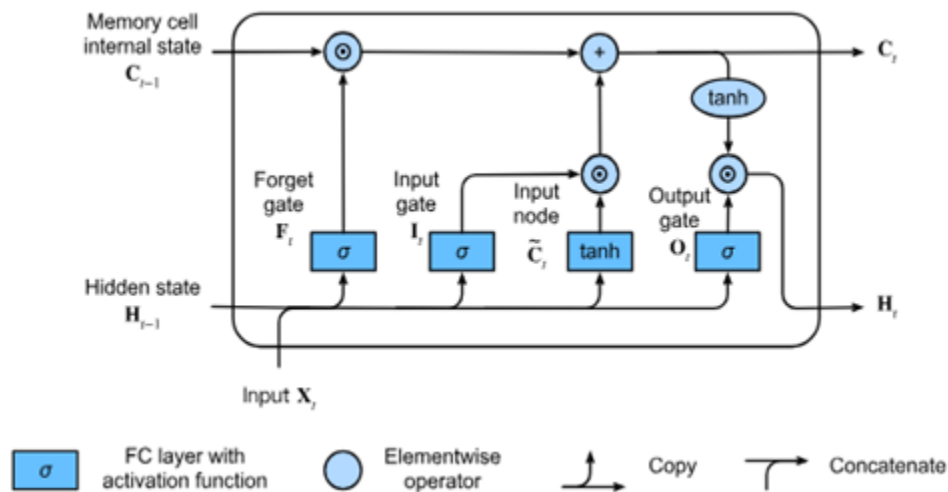 Memory cell
internal state
C_{t−1}
C_t
tanh
Forget
gate
F_t
Input
gate
I_t
Input
node
C̃_t
Output
gate
O_t
σ
σ
tanh
σ
Hidden state
H_{t−1}
H_t
Input X_t
σ
FC layer with
activation function
Elementwise
operator
Copy
Concatenate